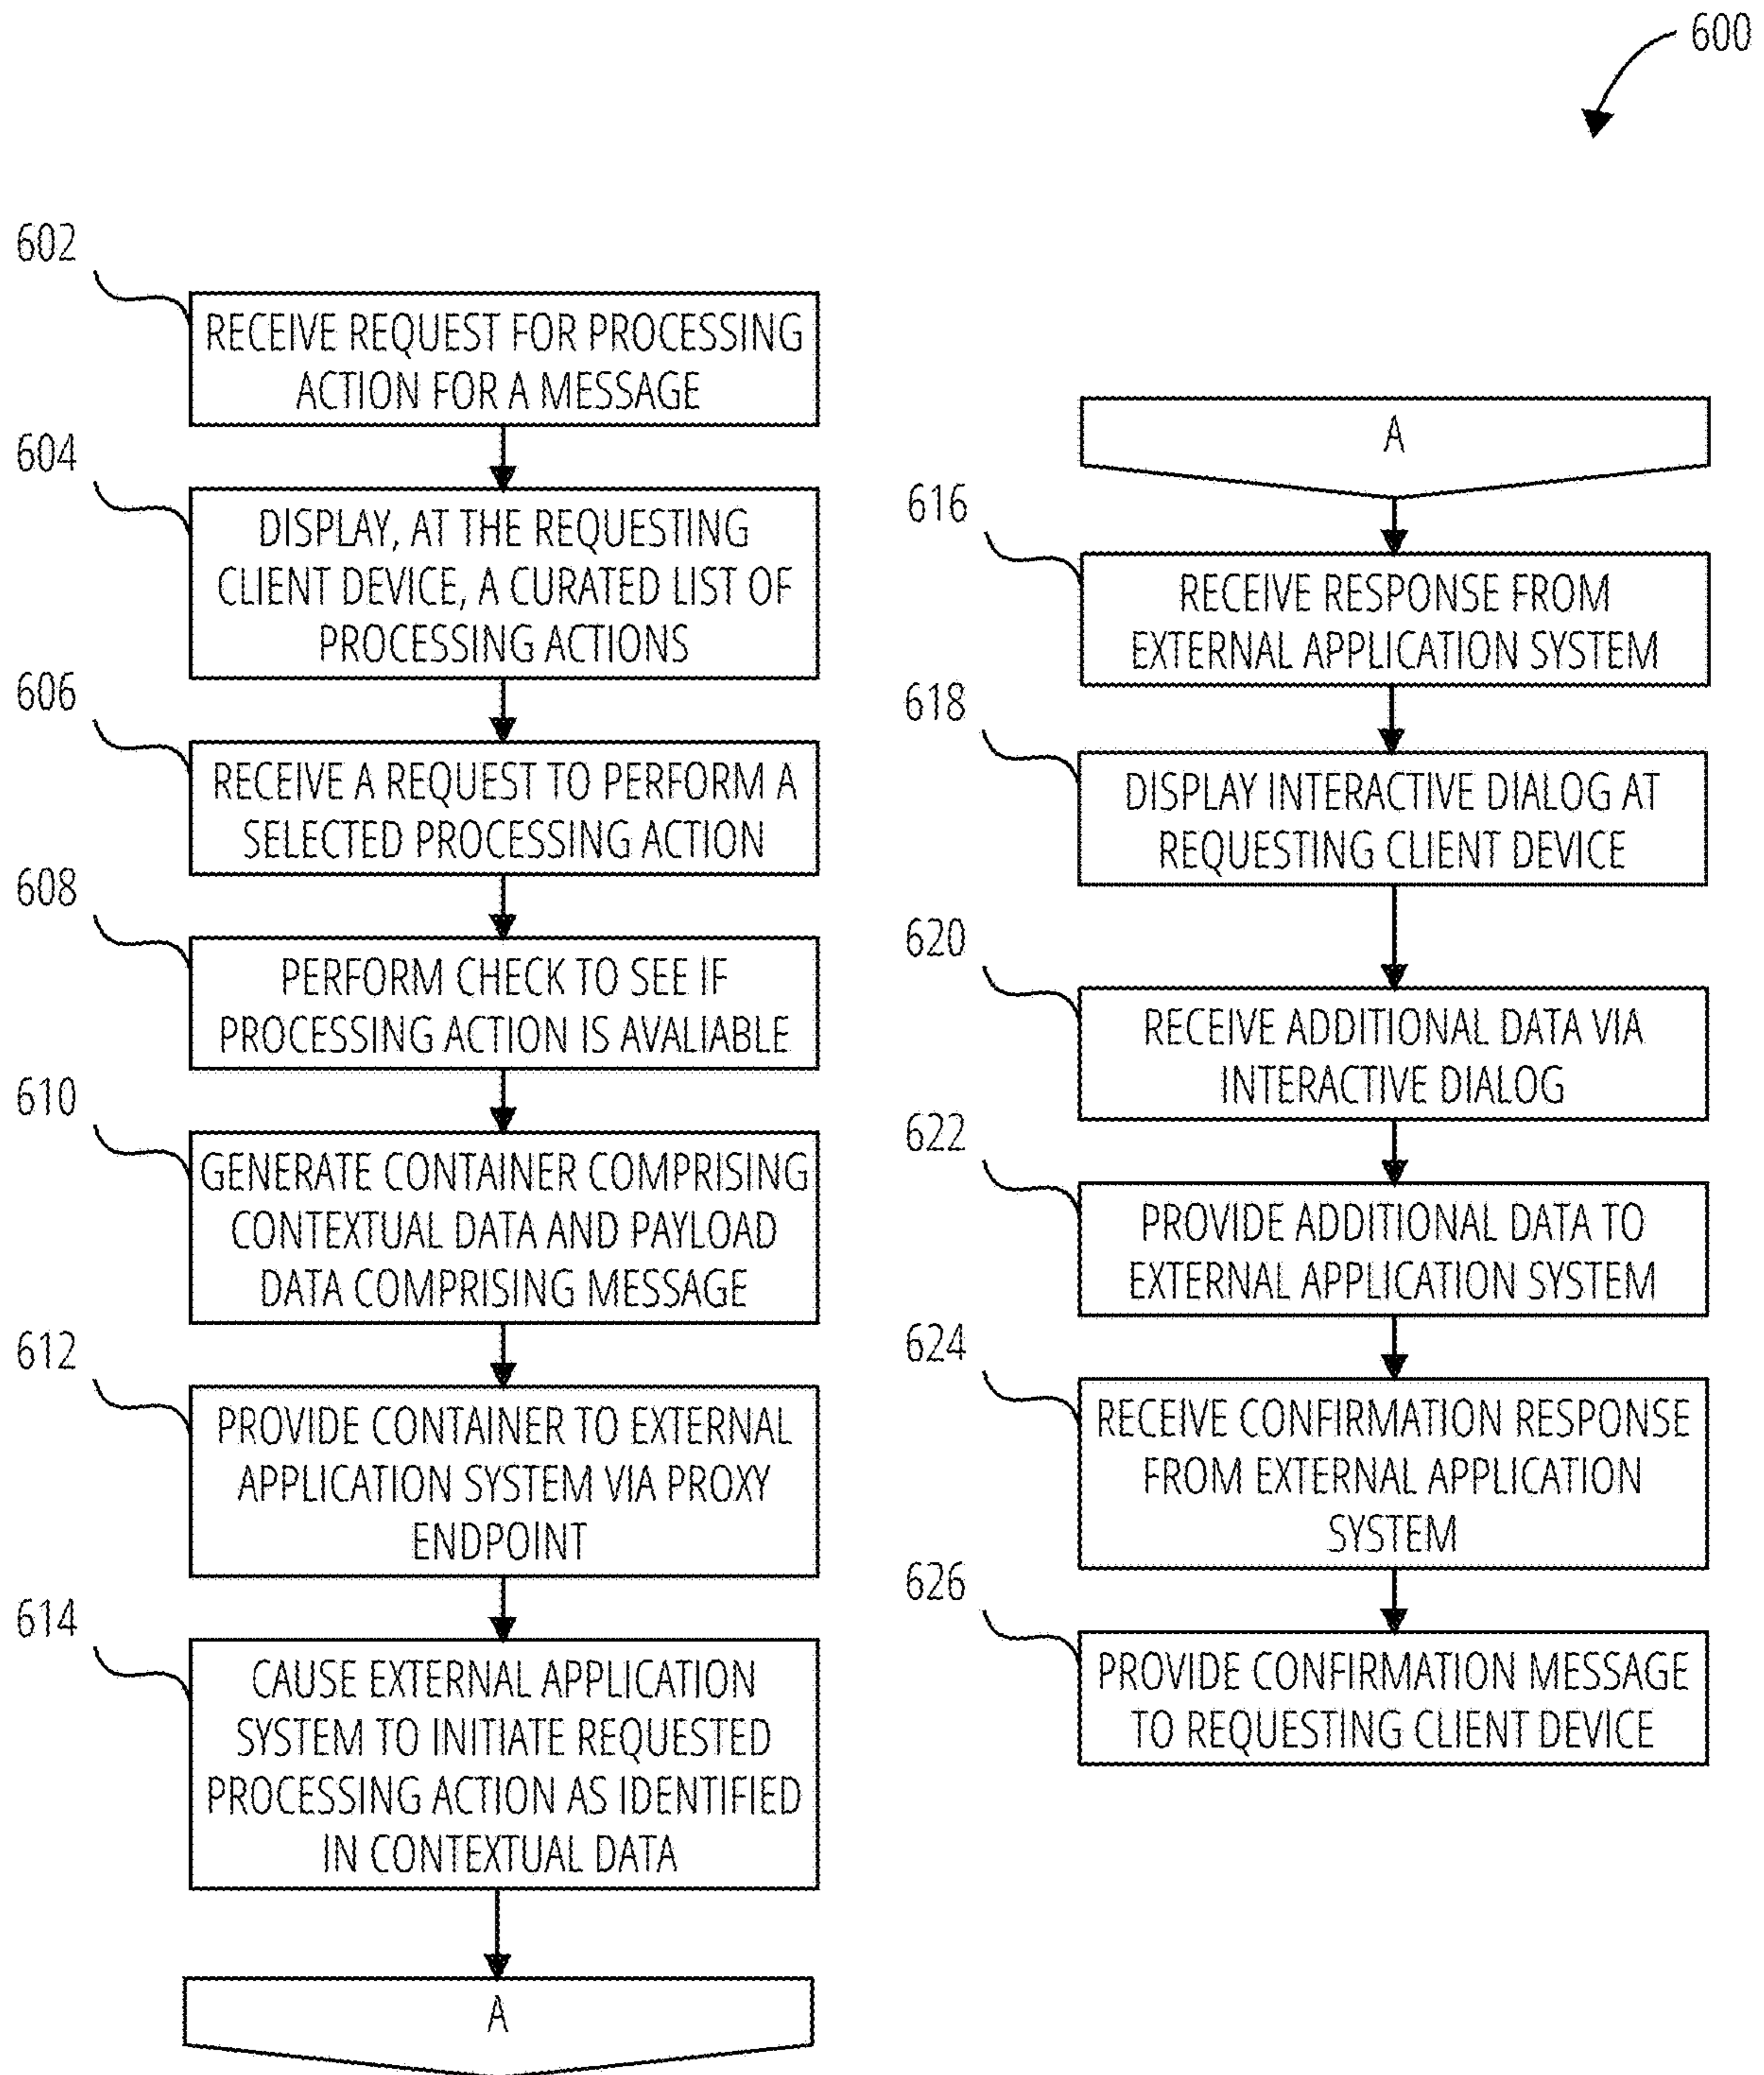 600
602
RECEIVE REQUEST FOR PROCESSING
ACTION FOR A MESSAGE
604
DISPLAY, AT THE REQUESTING
CLIENT DEVICE, A CURATED LIST OF
PROCESSING ACTIONS
606
RECEIVE A REQUEST TO PERFORM A
SELECTED PROCESSING ACTION
608
PERFORM CHECK TO SEE IF
PROCESSING ACTION IS AVALIABLE
610
GENERATE CONTAINER COMPRISING
CONTEXTUAL DATA AND PAYLOAD
DATA COMPRISING MESSAGE
612
PROVIDE CONTAINER TO EXTERNAL
APPLICATION SYSTEM VIA PROXY
ENDPOINT
614
CAUSE EXTERNAL APPLICATION
SYSTEM TO INITIATE REQUESTED
PROCESSING ACTION AS IDENTIFIED
IN CONTEXTUAL DATA
A
A
616
RECEIVE RESPONSE FROM
EXTERNAL APPLICATION SYSTEM
618
DISPLAY INTERACTIVE DIALOG AT
REQUESTING CLIENT DEVICE
620
RECEIVE ADDITIONAL DATA VIA
INTERACTIVE DIALOG
622
PROVIDE ADDITIONAL DATA TO
EXTERNAL APPLICATION SYSTEM
624
RECEIVE CONFIRMATION RESPONSE
FROM EXTERNAL APPLICATION
SYSTEM
626
PROVIDE CONFIRMATION MESSAGE
TO REQUESTING CLIENT DEVICE